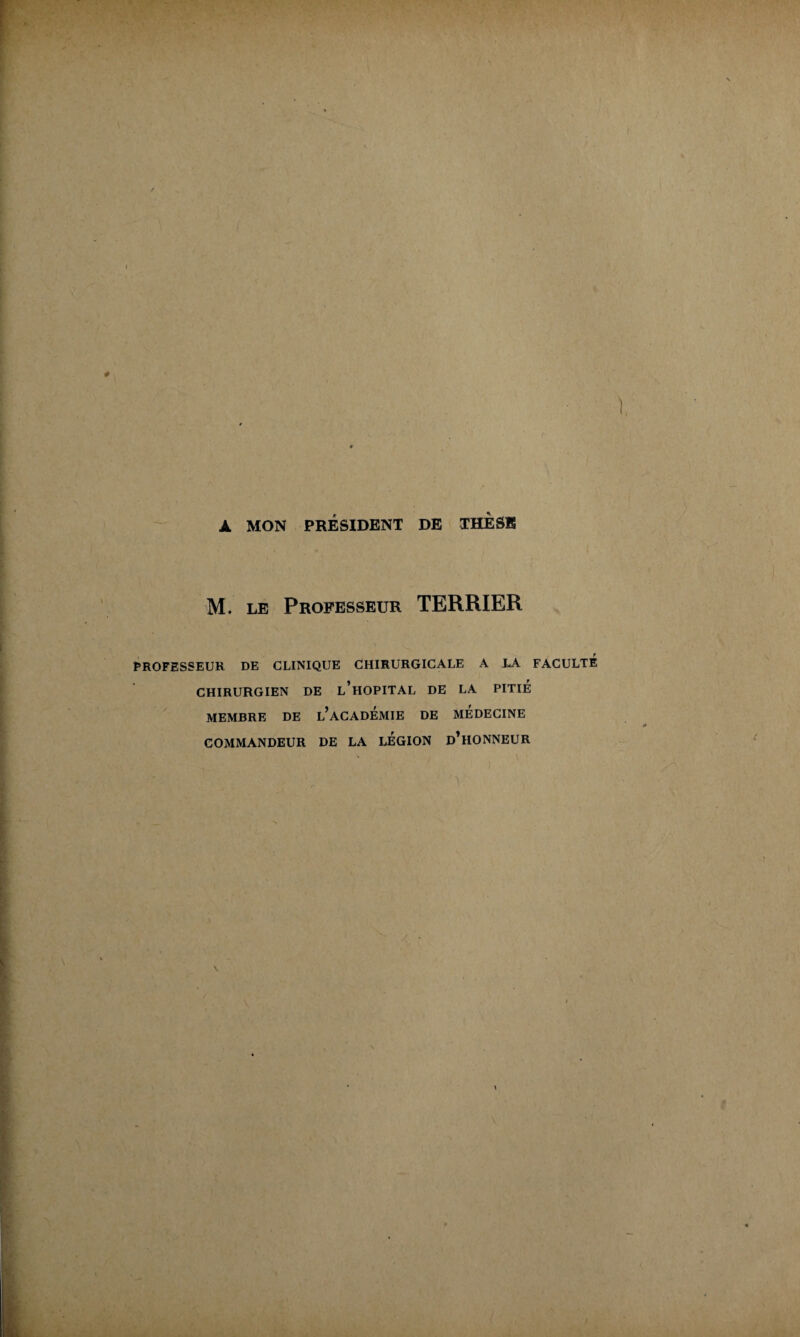 A MON PRÉSIDENT DE THÈSE
M. LE PROFESSEUR TERRIER
PROFESSEUR DE CLINIQUE CHIRURGICALE A LA FACULTÉ
CHIRURGIEN DE L'HOPITAL DE LA PITIÉ
MEMBRE DE L'ACADÉMIE DE MÉDECINE
COMMANDEUR DE LA LÉGION D'HONNEUR